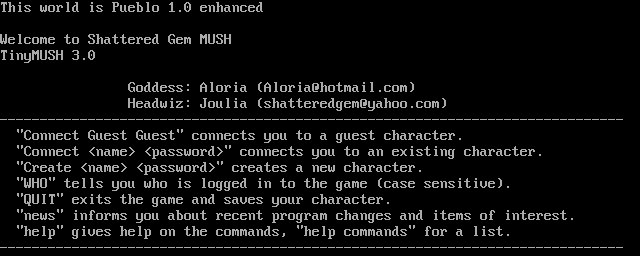 This world is Pueblo 1.0 enhanced
Welcome to Shattered Gem MUSH
TinyMUSH 3.0
Goddess: Aloria (Aloria@hotmail.com)
Headwiz: Joulia (shatteredgem@yahoo.com)
"Connect Guest Guest" connects you to a guest character.
"Connect <name> <password>" connects you to an existing character.
"Create <name> <password>" creates a new character.
"WHO" tells you who is logged in to the game (case sensitive).
"QUIT" exits the game and saves your character.
"news" informs you about recent program changes and items of interest.
"help" gives help on the commands, "help commands" for a list.